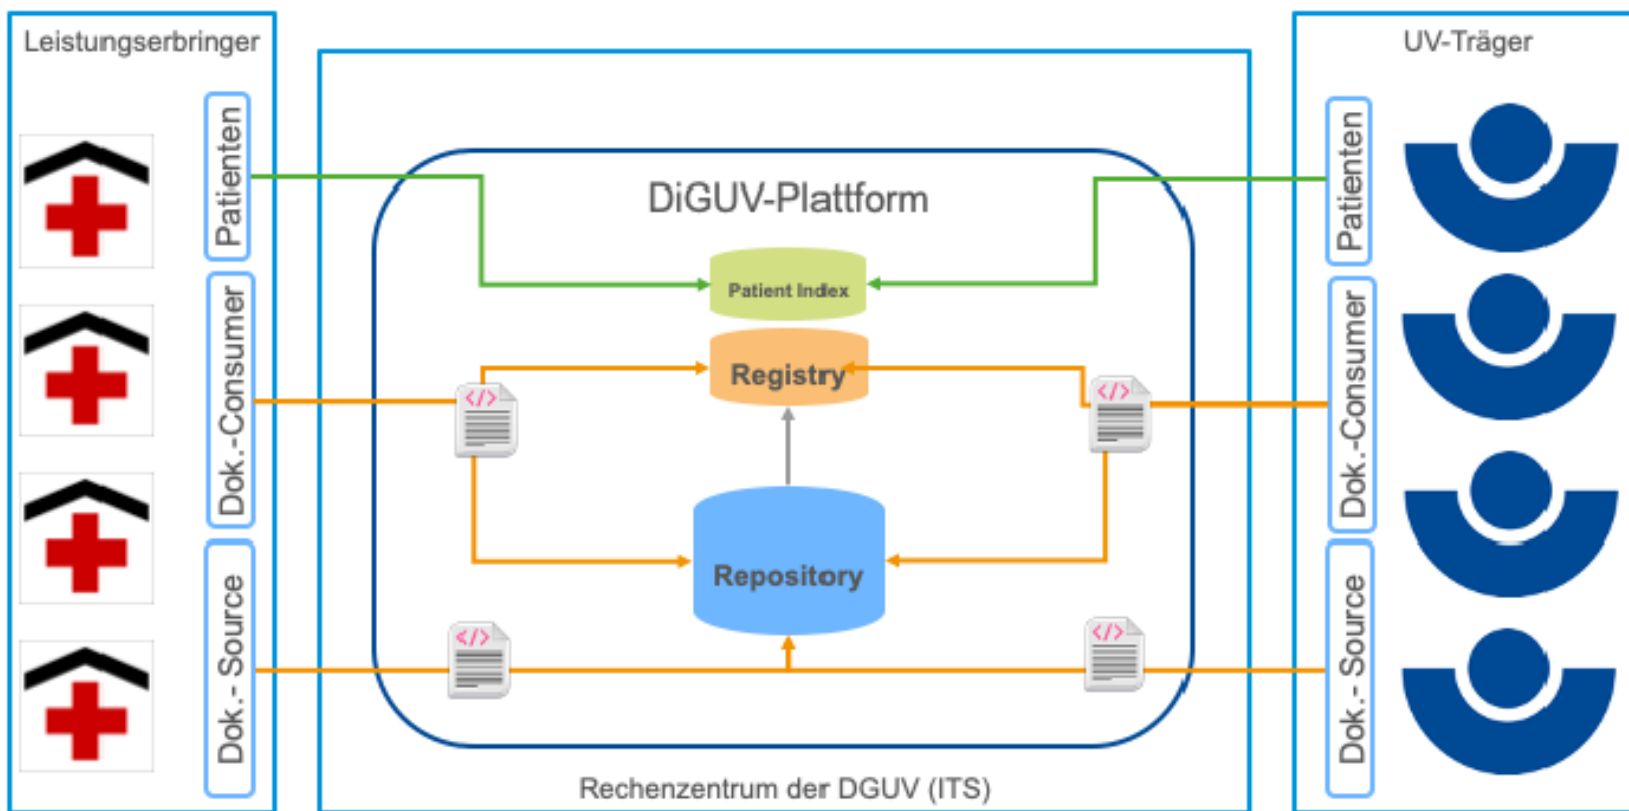 Leistungserbringer
Patienten
Dok.-Consumer
Dok.- Source
DiGUV-Plattform
Patient Index
Registry
</>
</>
Repository
</>
</>
Rechenzentrum der DGUV (ITS)
UV-Träger
Patienten
Dok.-Consumer
Dok.- Source